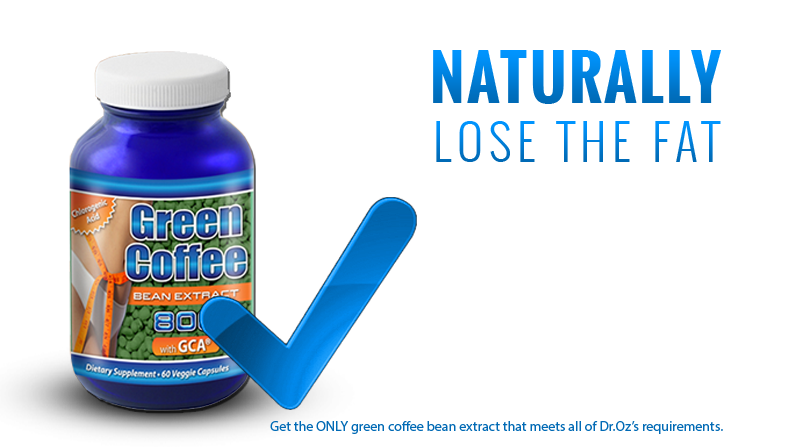 NATURALLY
LOSE THE FAT
Chlorogenic
Acid
Green
Coffee
BEAN EXTRACT
with GCA®
Dietary Supplement • 60 Veggie Capsules
Get the ONLY green coffee bean extract that meets all of Dr.Oz's requirements.